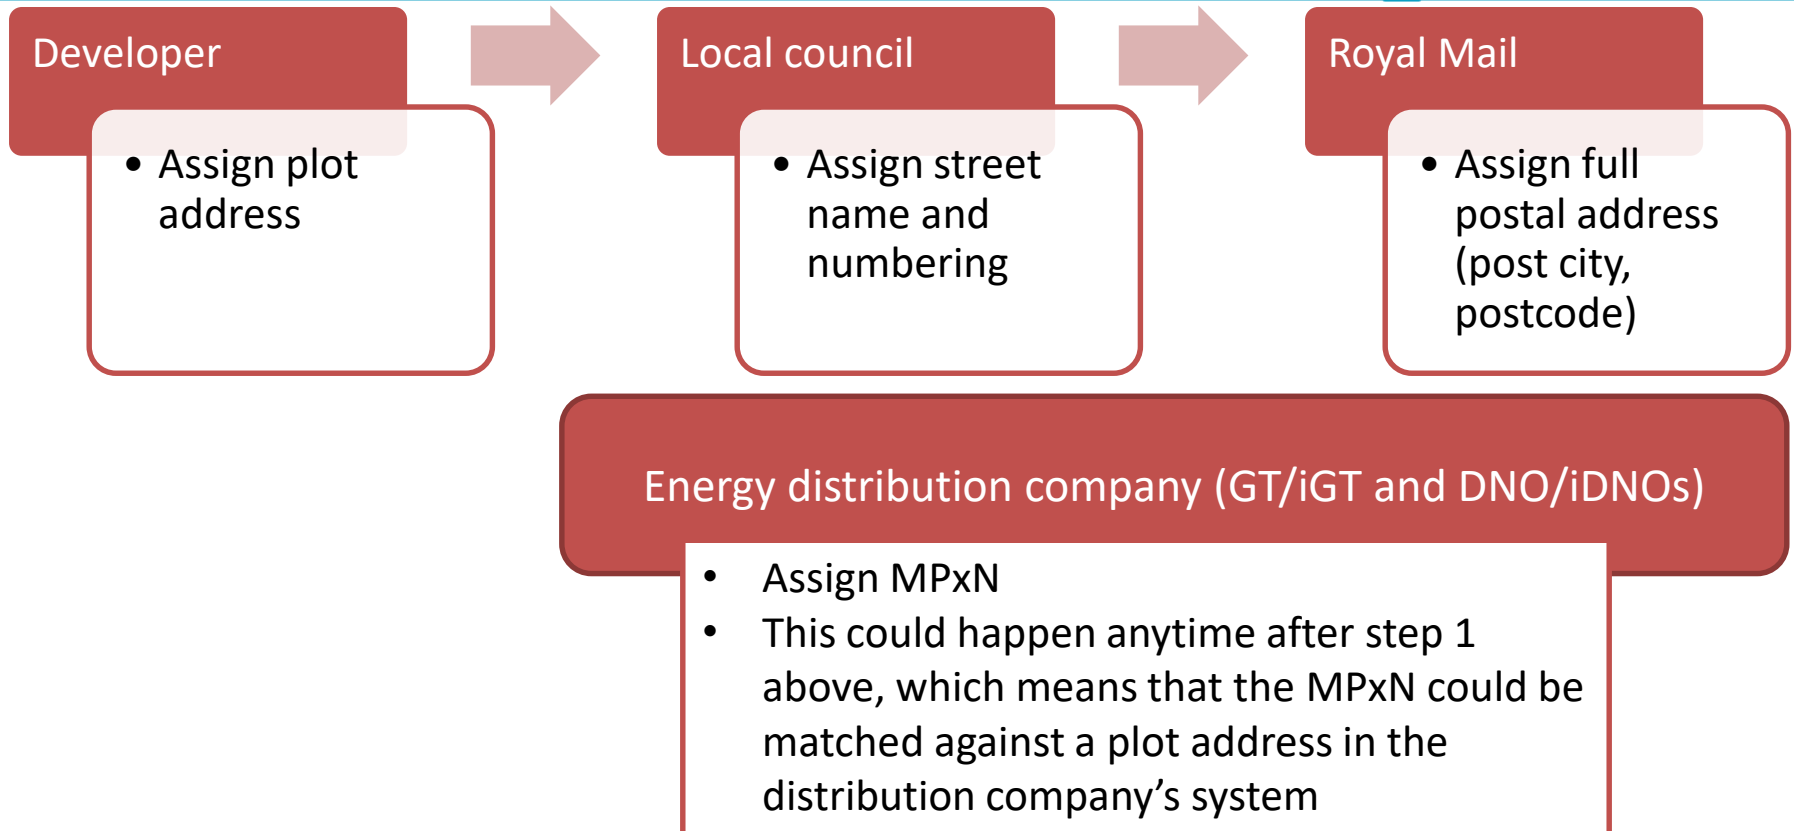 Developer
• Assign plot
address
Local council
• Assign street
name and
numbering
Royal Mail
• Assign full
postal address
(post city,
postcode)
Energy distribution company (GT/iGT and DNO/iDNOs)
• Assign MPxN
• This could happen anytime after step 1
above, which means that the MPxN could be
matched against a plot address in the
distribution company’s system